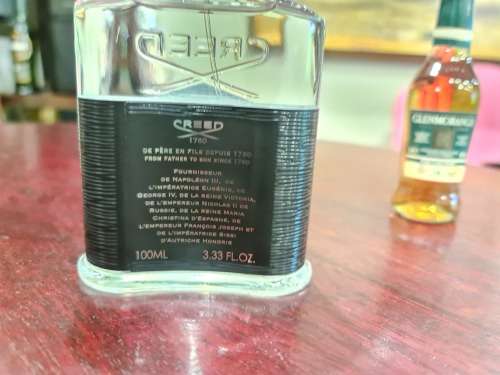 CREED
CREED
1760
DE PÈRE EN FILS DEPUIS 1760
FROM FATHER TO SON SINCE 1760
FOURNISSEUR
DE NAPOLÉON III, DE
L'IMPÉRATRICE EUGÉNIE, DE
GEORGE IV, DE LA REINE VICTORIA,
DE L'EMPEREUR NICOLAS II DE
RUSSIE, DE LA REINE MARIA
CHRISTINA D'ESPAGNE, DE
L'EMPEREUR FRANÇOIS JOSEPH ET
DE L'IMPÉRATRICE SISSI
D'AUTRICHE HONGRIE
100ML 3.33 FL.OZ.
GLENMORANGIE